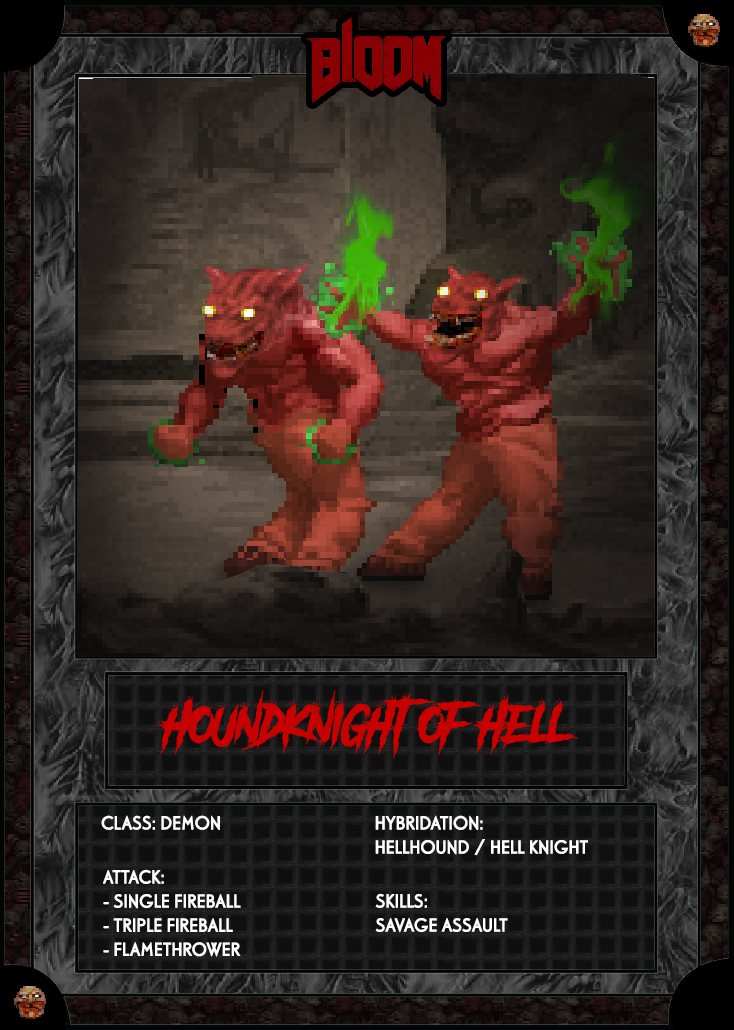 BLOOM
HOUNDKNIGHT OF HELL
CLASS: DEMON
ATTACK:
- SINGLE FIREBALL
- TRIPLE FIREBALL
- FLAMETHROWER
HYBRIDATION:
HELLHOUND / HELL KNIGHT
SKILLS:
SAVAGE ASSAULT